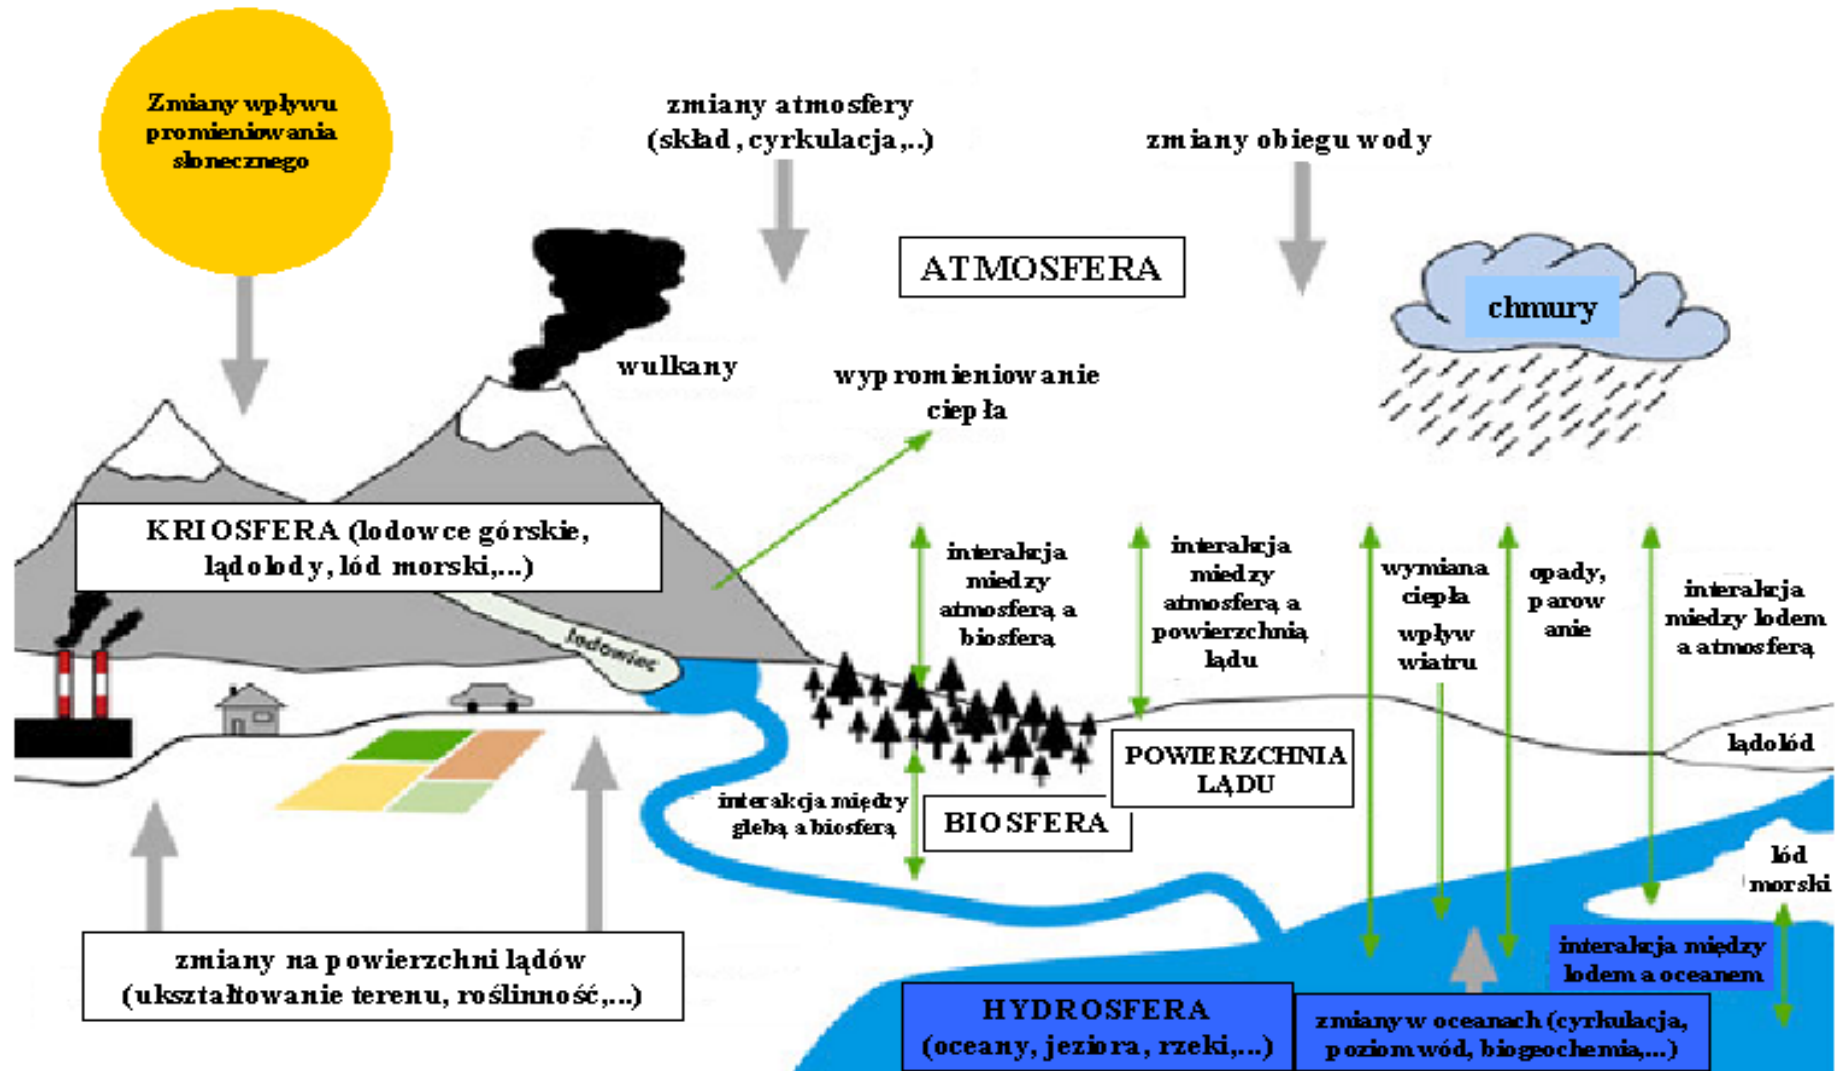 Zmiany wpływu
promieniowania
słonecznego
zmiany atmosfery
(skład, cyrkulacja,..)
zmiany obiegu wody
ATMOSFERA
chmury
wulkany
wypromieniowanie
ciepła
KRIOSFERA (lodowce górskie,
lądolody, lód morski,...)
lodowiec
interakcja
miedzy
atmosferą a
biosferą
interakcja
miedzy
atmosferą a
powierzchnią
lądu
wymiana
ciepła
wpływ
wiatru
opady,
parow
anie
interakcja
miedzy lodem
a atmosferą
lądolód
POWIERZCHNIA
LĄDU
interakcja między
glebą a biosferą
BIOSFERA
lód
morski
interakcja między
lodem a oceanem
zmiany na powierzchni lądów
(ukształtowanie terenu, roślinność,...)
HYDROSFERA
(oceany, jeziora, rzeki,...)
zmiany w oceanach (cyrkulacja,
poziom wód, biogeochemia,...)